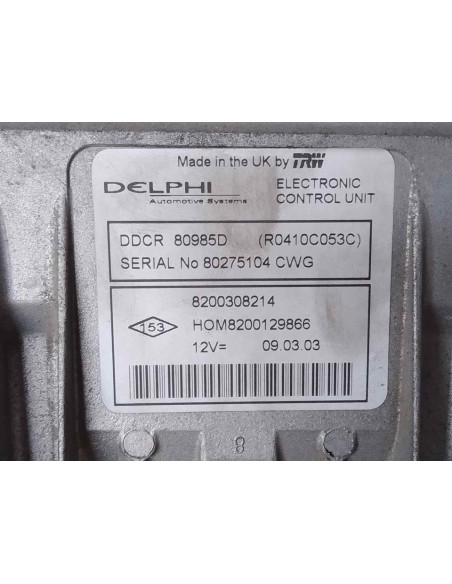 Made in the UK by TRW
DELPHI
Automotive Systems
ELECTRONIC
CONTROL UNIT
DDCR 80985D (R0410C053C)
SERIAL No 80275104 CWG
8200308214
153
HOM8200129866
12V= 09.03.03
8